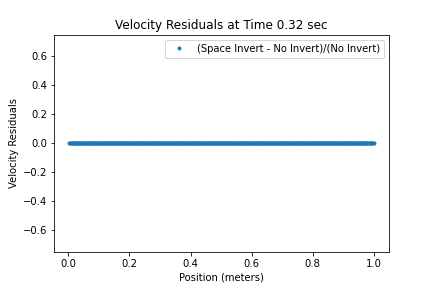 Velocity Residuals at Time 0.32 sec
(Space Invert - No Invert)/(No Invert)
Velocity Residuals
0.6
0.4
0.2
0.0
−0.2
−0.4
−0.6
0.0 0.2 0.4 0.6 0.8 1.0
Position (meters)